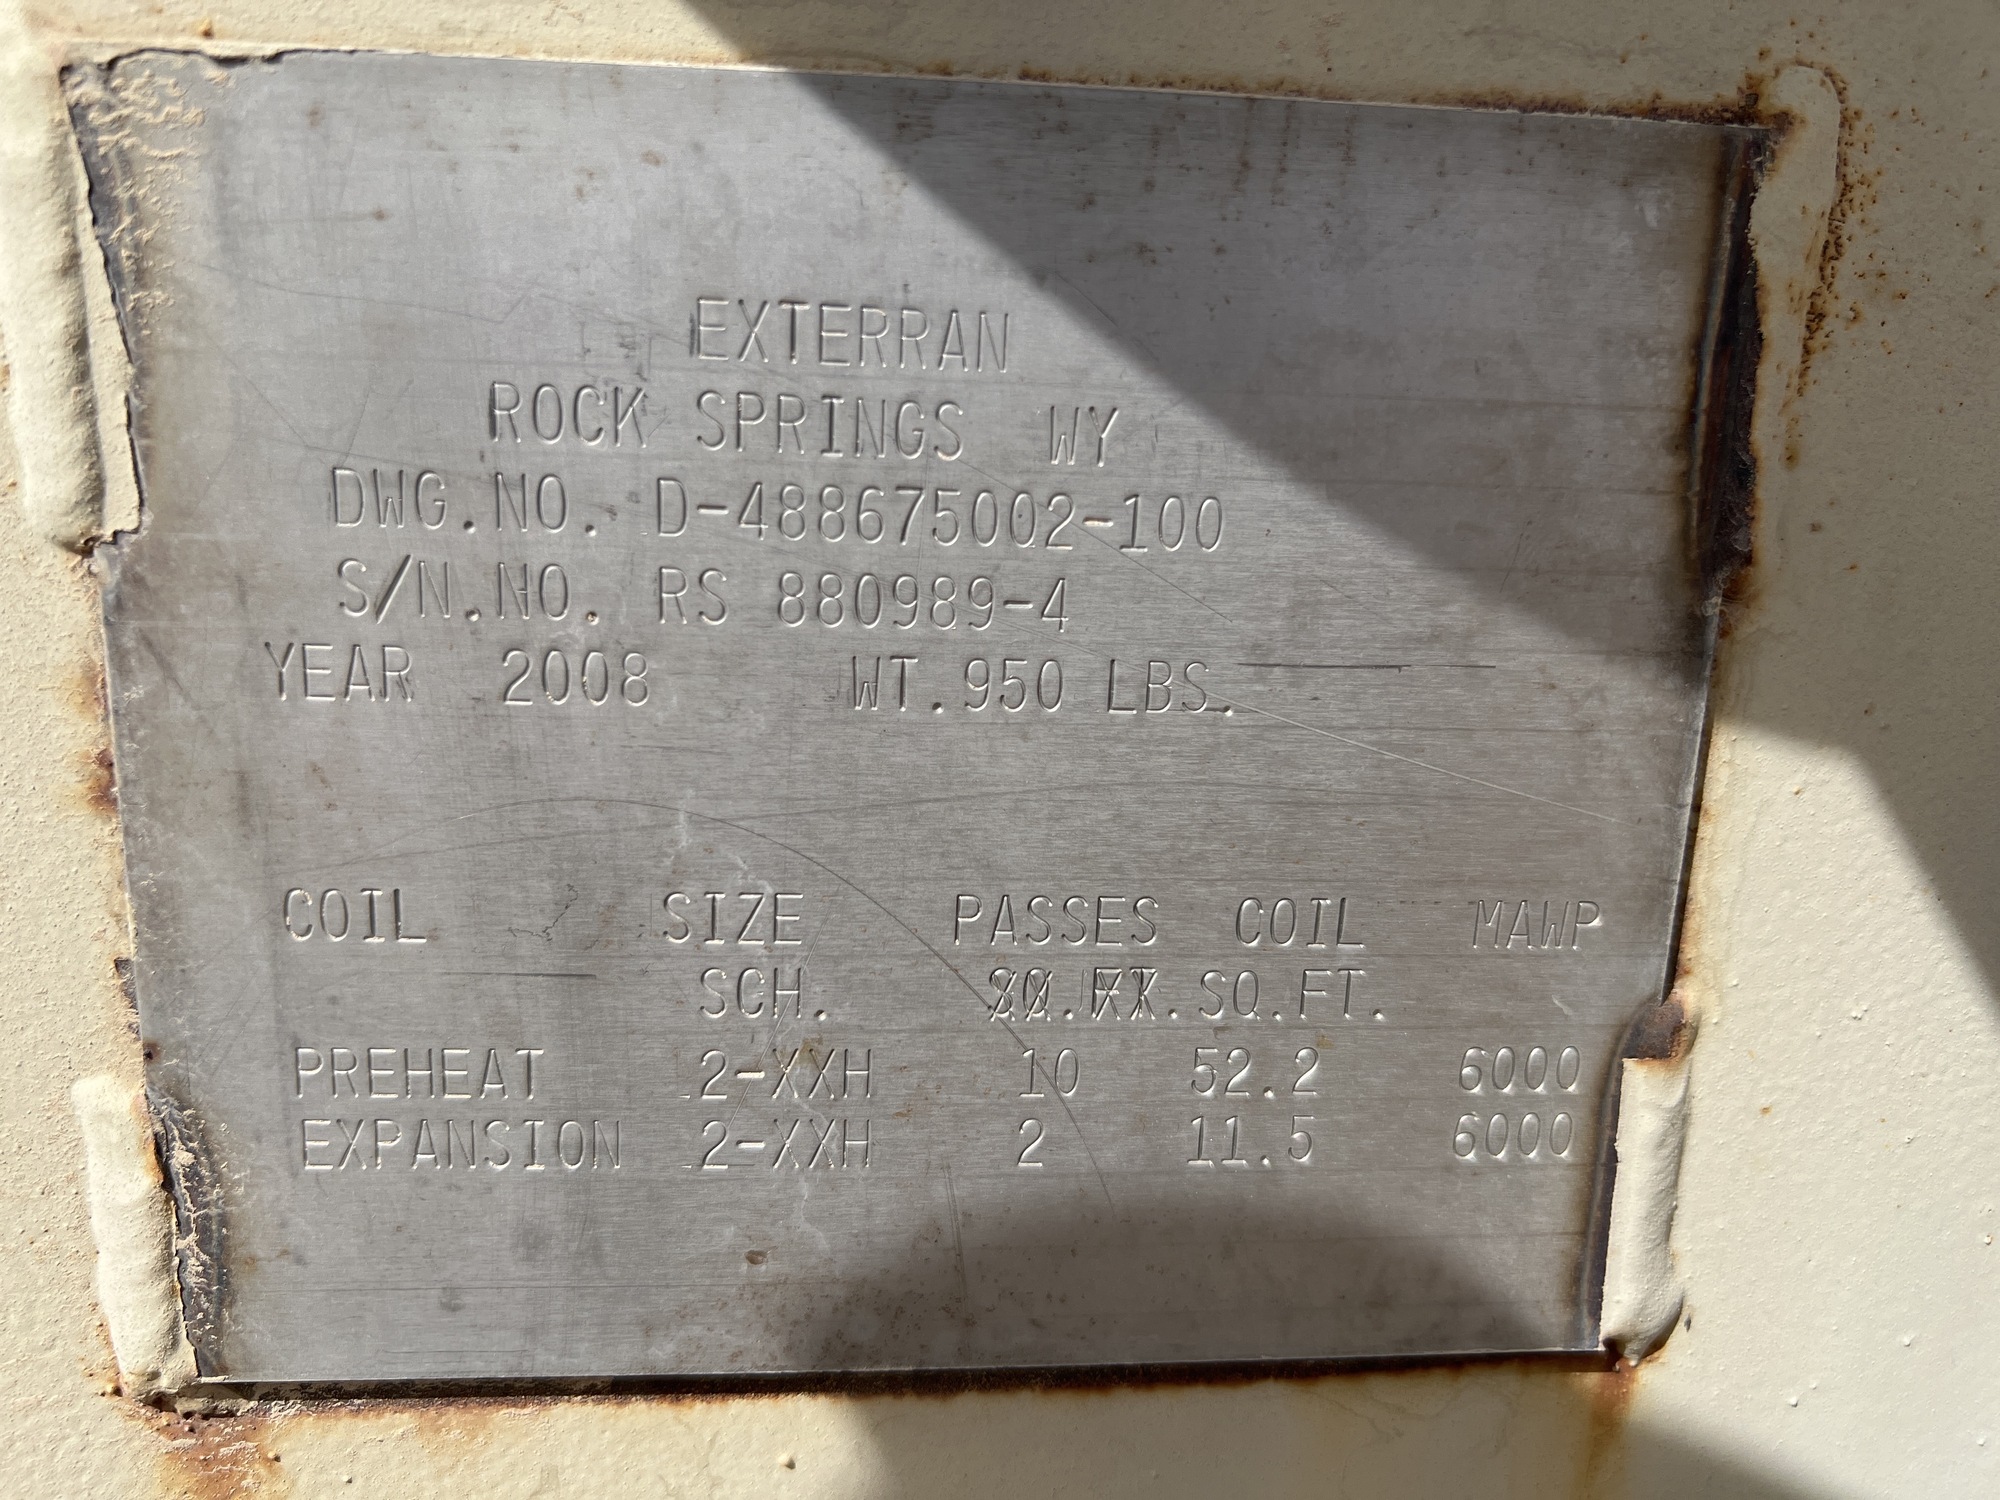 EXTERRAN
ROCK SPRINGS WY
DWG.NO. D-488675002-100
S/N.NO. RS 880989-4
YEAR 2008 WT.950 LBS.
COIL SIZE PASSES COIL MAWP
SCH. SQ.FT.
PREHEAT 2-XXH 10 52.2 6000
EXPANSION 2-XXH 2 11.5 6000